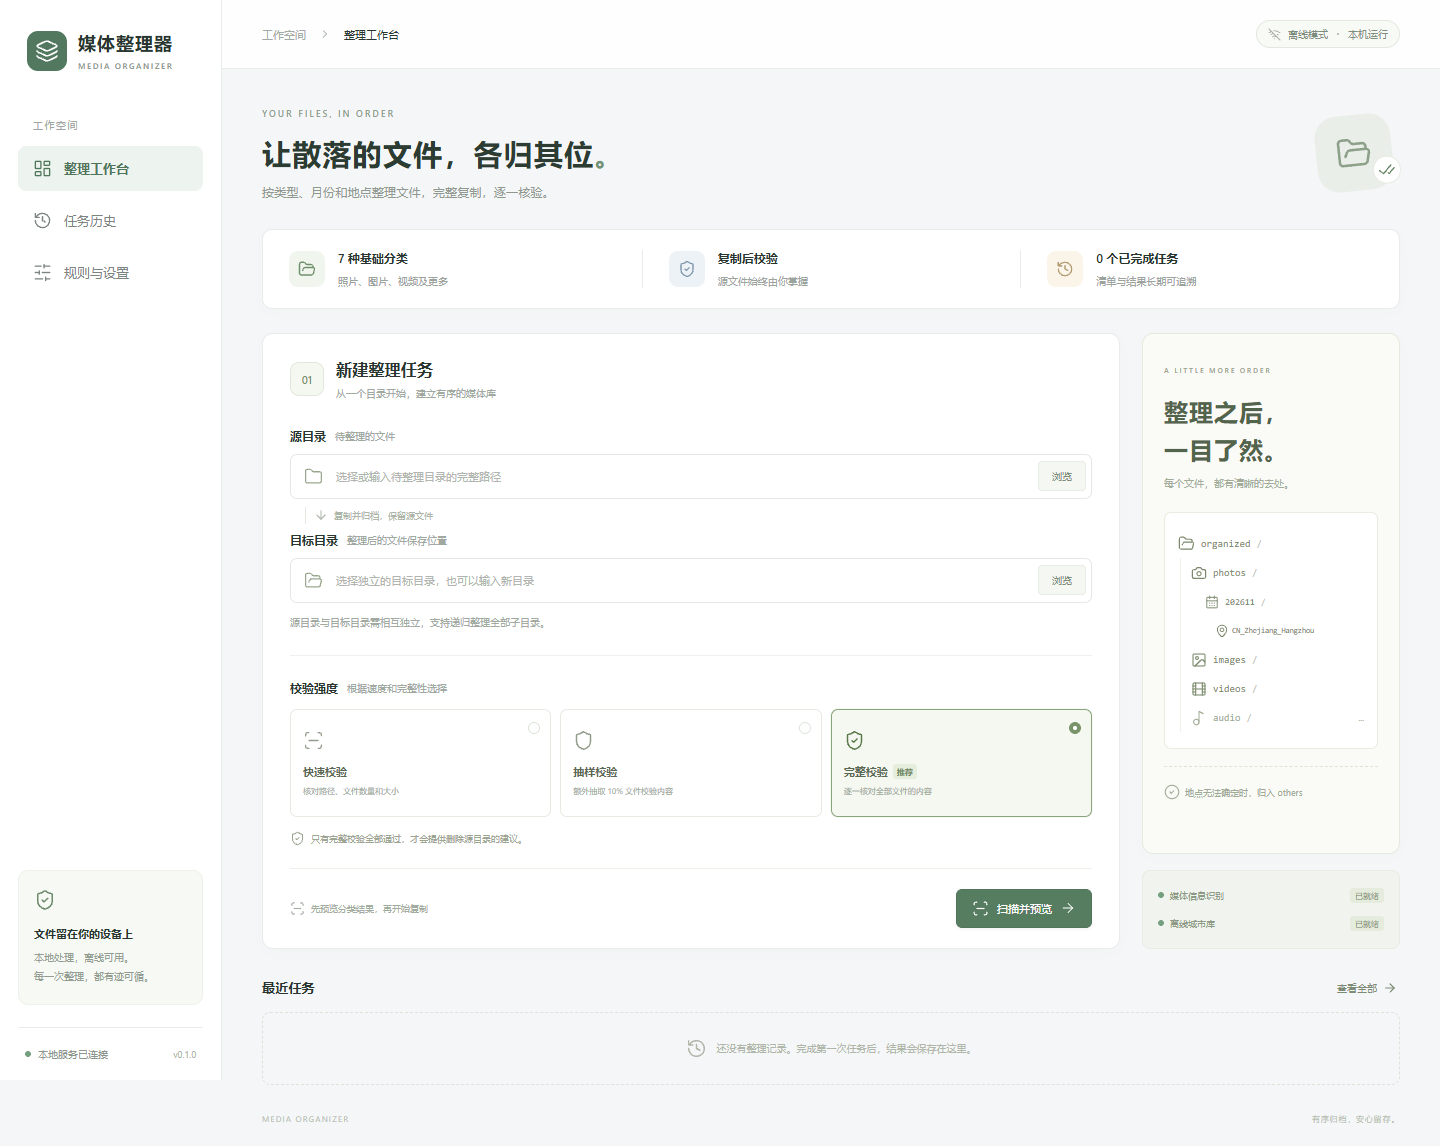 媒体整理器
MEDIA ORGANIZER
工作空间
整理工作台
任务历史
规则与设置
文件留在你的设备上
本地处理，离线可用。
每一次整理，都有迹可循。
本地服务已连接
v0.1.0
工作空间
整理工作台
离线模式 · 本机运行
YOUR FILES, IN ORDER
让散落的文件，各归其位。
按类型、月份和地点整理文件，完整复制，逐一核验。
7 种基础分类
照片、图片、视频及更多
复制后校验
源文件始终由你掌握
0 个已完成任务
清单与结果长期可追溯
01
新建整理任务
从一个目录开始，建立有序的媒体库
源目录 待整理的文件
选择或输入待整理目录的完整路径
浏览
复制并归档，保留源文件
目标目录 整理后的文件保存位置
选择独立的目标目录，也可以输入新目录
浏览
源目录与目标目录需相互独立，支持递归整理全部子目录。
校验强度 根据速度和完整性选择
快速校验
核对路径、文件数量和大小
抽样校验
额外抽取 10% 文件校验内容
完整校验 推荐
逐一核对全部文件的内容
只有完整校验全部通过，才会提供删除源目录的建议。
先预览分类结果，再开始复制
扫描并预览
A LITTLE MORE ORDER
整理之后，
一目了然。
每个文件，都有清晰的去处。
organized /
photos /
202611 /
CN_Zhejiang_Hangzhou
images /
videos /
audio /
…
地点无法确定时，归入 others
媒体信息识别 已就绪
离线城市库 已就绪
最近任务
查看全部
还没有整理记录。完成第一次任务后，结果会保存在这里。
MEDIA ORGANIZER
有序归档，安心留存。